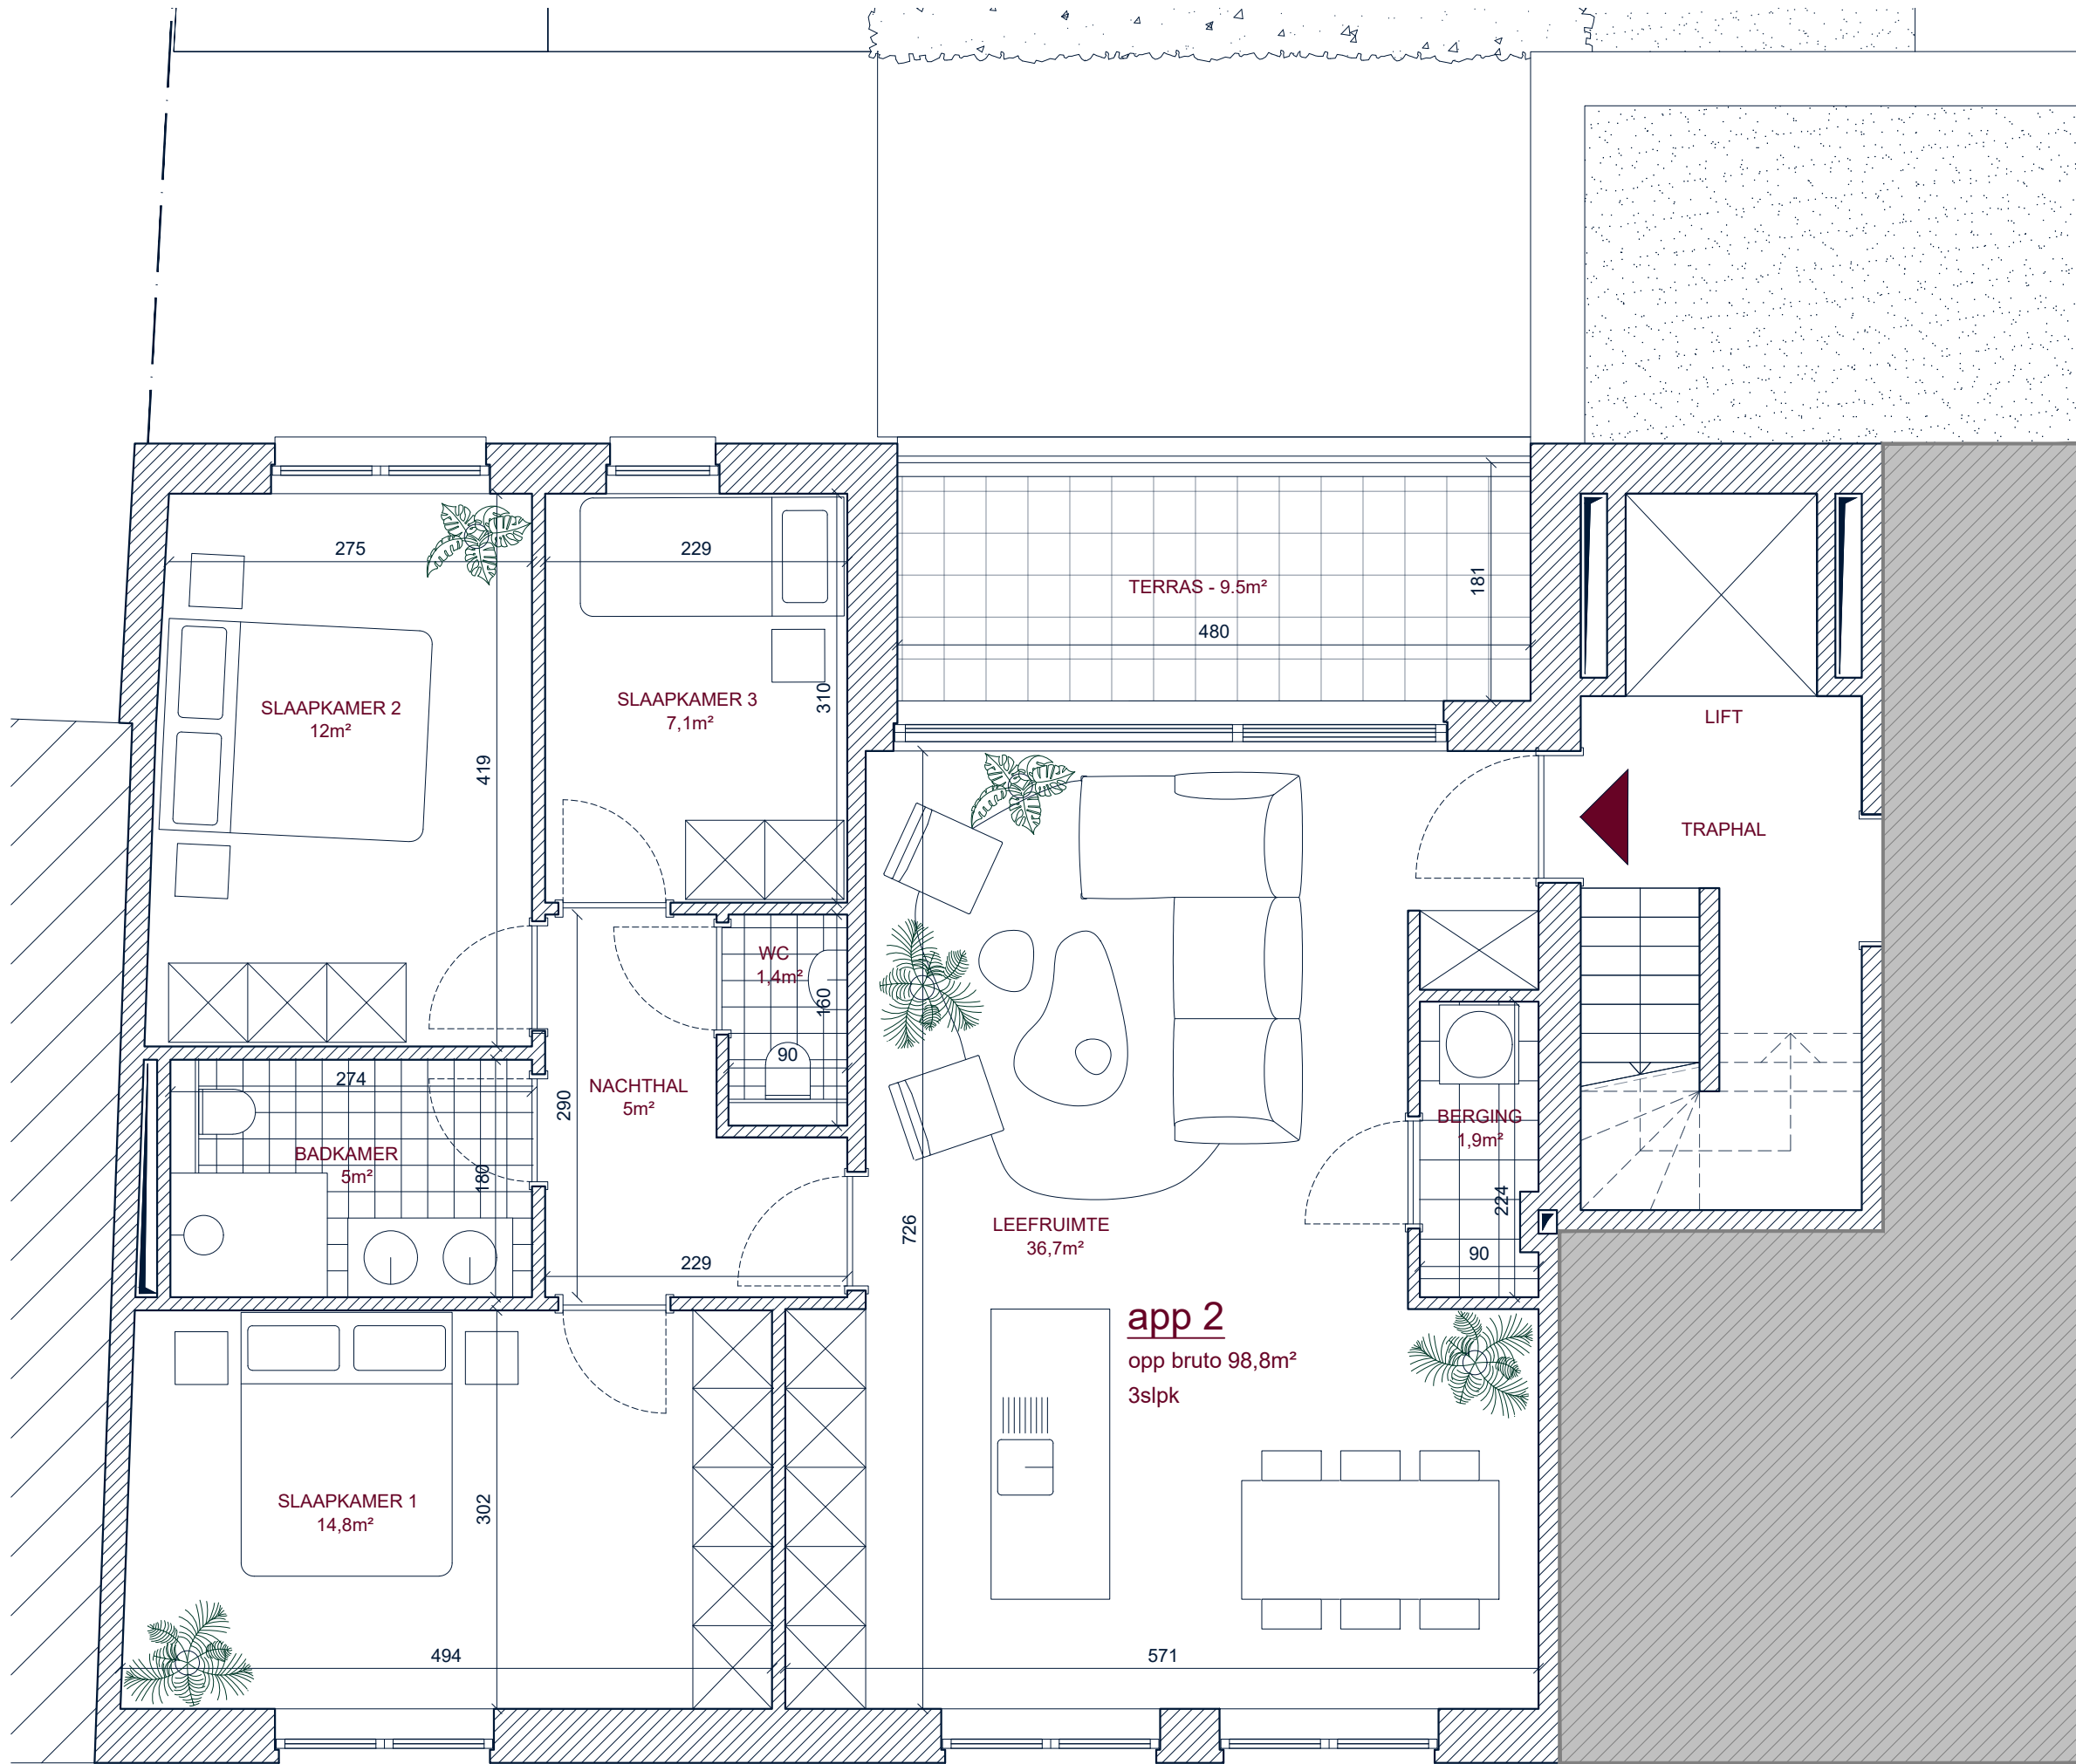 275
229
TERRAS - 9.5m²
181
480
SLAAPKAMER 2
12m²
SLAAPKAMER 3
7,1m²
310
419
LIFT
TRAPHAL
WC
1,4m²
160
90
274
NACHTHAL
5m²
290
BADKAMER
5m²
180
BERGING
1,9m²
224
90
LEEFRUIMTE
36,7m²
726
229
app 2
opp bruto 98,8m²
3slpk
SLAAPKAMER 1
14,8m²
302
494
571